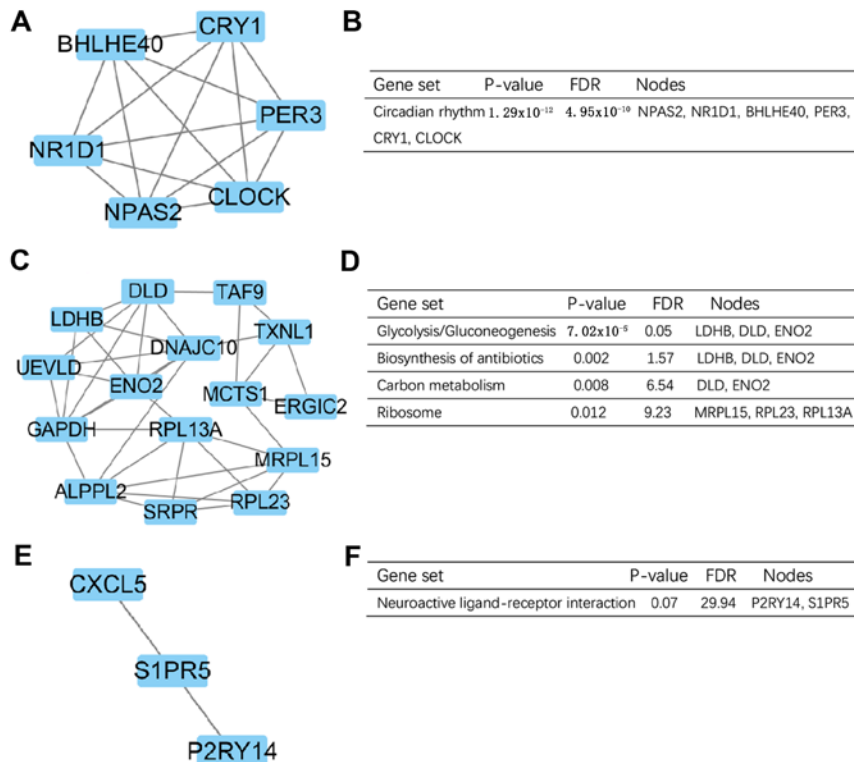 A
CRY1
BHLHE40
PER3
NR1D1
CLOCK
NPAS2
B
Gene set P-value FDR Nodes
Circadian rhythm 1.29x10⁻¹² 4.95x10⁻¹⁰ NPAS2, NR1D1, BHLHE40, PER3,
CRY1, CLOCK
C
DLD TAF9
LDHB TXNL1
DNAJC10
UEVLD
ENO2 MCTS1
ERGIC2
GAPDH RPL13A
MRPL15
ALPPL2 RPL23
SRPR
D
Gene set P-value FDR Nodes
Glycolysis/Gluconeogenesis 7.02x10⁻⁵ 0.05 LDHB, DLD, ENO2
Biosynthesis of antibiotics 0.002 1.57 LDHB, DLD, ENO2
Carbon metabolism 0.008 6.54 DLD, ENO2
Ribosome 0.012 9.23 MRPL15, RPL23, RPL13A
E
CXCL5
S1PR5
P2RY14
F
Gene set P-value FDR Nodes
Neuroactive ligand-receptor interaction 0.07 29.94 P2RY14, S1PR5